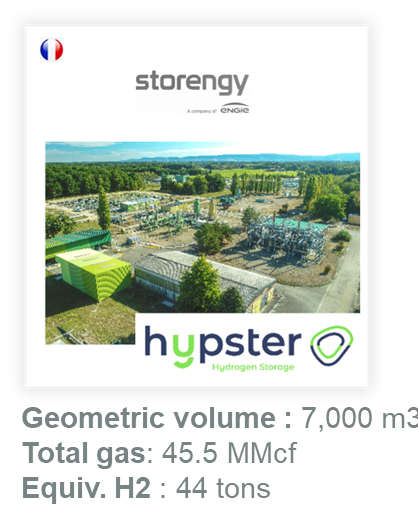 storengy
A company of ENGIE
hypster
Hydrogen Storage
Geometric volume : 7,000 m3
Total gas: 45.5 MMcf
Equiv. H2 : 44 tons